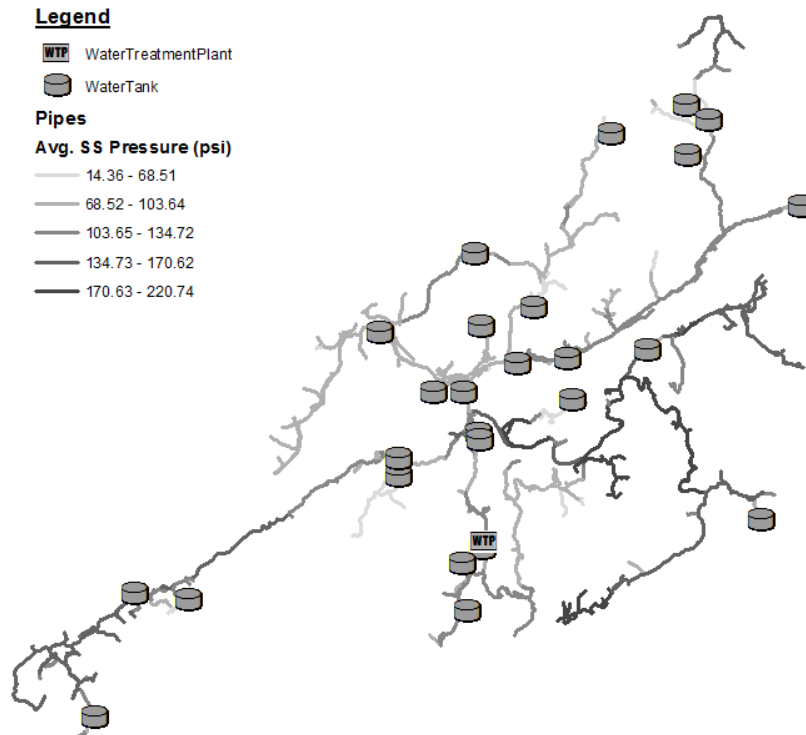 Legend
WTP WaterTreatmentPlant
WaterTank
Pipes
Avg. SS Pressure (psi)
14.36 - 68.51
68.52 - 103.64
103.65 - 134.72
134.73 - 170.62
170.63 - 220.74
WTP